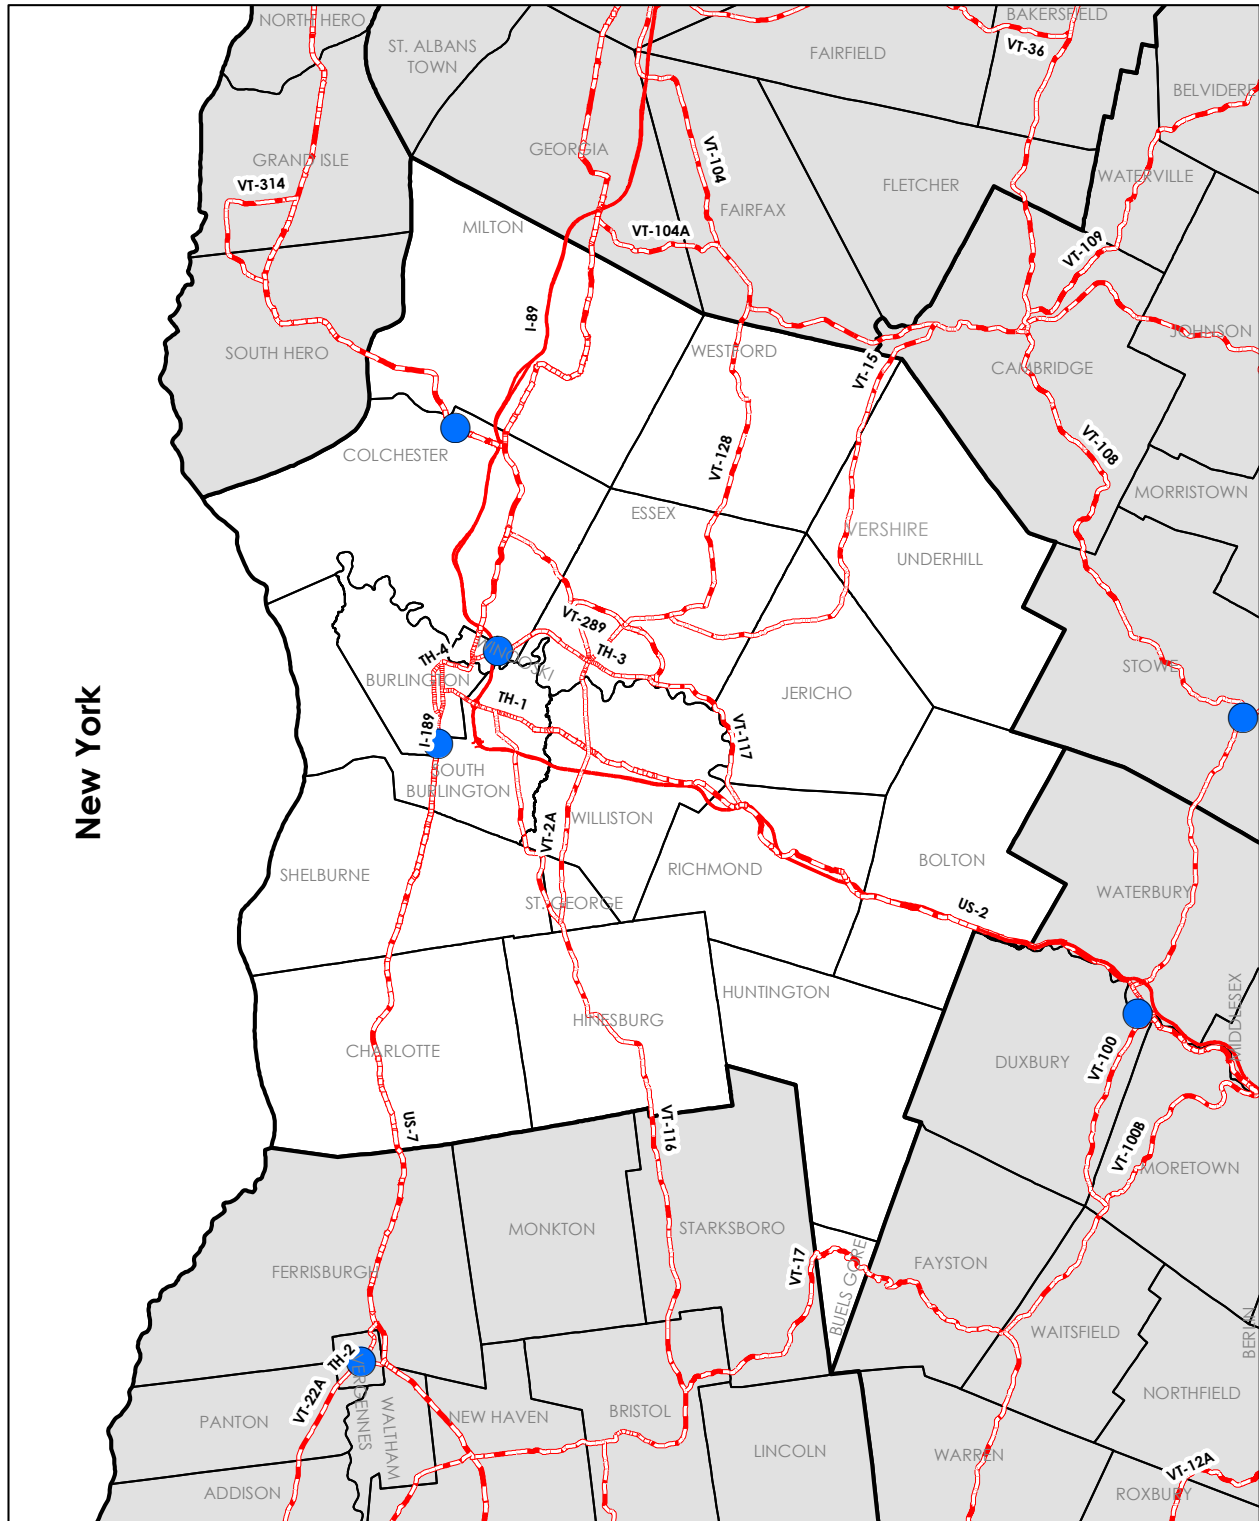 NORTH HERO
BAKERSFIELD
ST. ALBANS
TOWN
FAIRFIELD
VT-36
BELVIDERE
GEORGIA
GRAND ISLE
VT-104
VT-314
FLETCHER
WATERVILLE
FAIRFAX
MILTON
VT-104A
VT-109
I-89
JOHNSON
SOUTH HERO
WESTFORD
VT-15
CAMBRIDGE
COLCHESTER
VT-128
VT-108
MORRISTOWN
ESSEX
VERSHIRE
UNDERHILL
VT-289
TH-4
WINOOSKI
TH-3
STOWE
BURLINGTON
JERICHO
TH-1
New York
I-189
VT-117
SOUTH
BURLINGTON
WILLISTON
VT-2A
BOLTON
RICHMOND
SHELBURNE
WATERBURY
ST. GEORGE
US-2
HUNTINGTON
MIDDLESEX
HINESBURG
CHARLOTTE
DUXBURY
VT-100
US-7
VT-116
VT-100B
MORETOWN
MONKTON
STARKSBORO
FERRISBURGH
VT-17
FAYSTON
BUELS GORE
WAITSFIELD
BERLIN
TH-2
VERGENNES
VT-22A
NORTHFIELD
PANTON
WALTHAM
NEW HAVEN
BRISTOL
LINCOLN
WARREN
VT-12A
ADDISON
ROXBURY